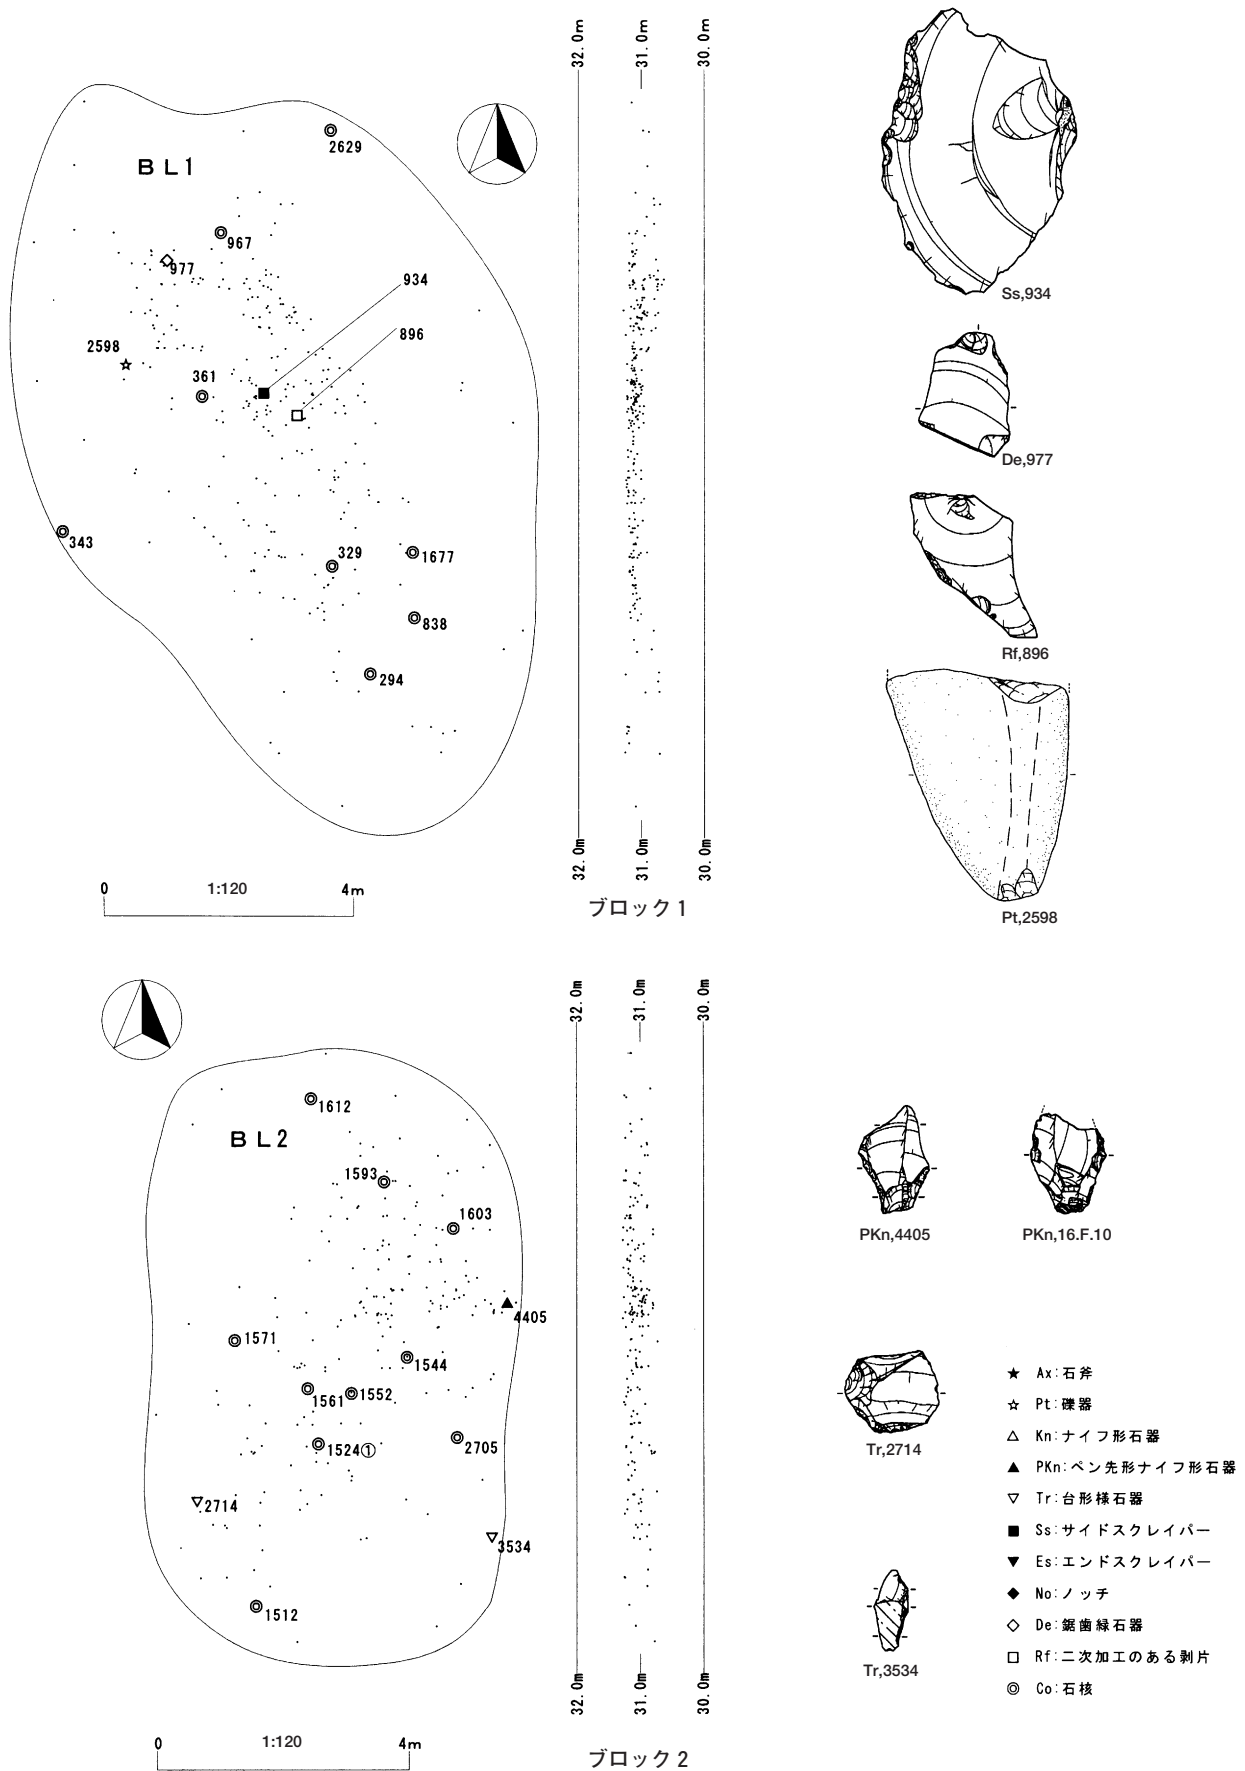 32.0m
31.0m
30.0m
BL1
2629
967
977
934
896
2598
361
343
329
1677
838
294
32.0m
31.0m
30.0m
0
1:120
4m
ブロック1
Ss,934
De,977
Rf,896
Pt,2598
32.0m
31.0m
30.0m
BL2
1612
1593
1603
4405
1571
1544
1561
1552
1524①
2705
2714
3534
1512
32.0m
31.0m
30.0m
0
1:120
4m
ブロック2
PKn,4405
PKn,16.F.10
Tr,2714
Tr,3534
★ Ax:石斧
☆ Pt:礫器
△ Kn:ナイフ形石器
▲ PKn:ペン先形ナイフ形石器
▽ Tr:台形様石器
■ Ss:サイドスクレイパー
▼ Es:エンドスクレイパー
◆ No:ノッチ
◇ De:鋸歯縁石器
□ Rf:二次加工のある剥片
◎ Co:石核